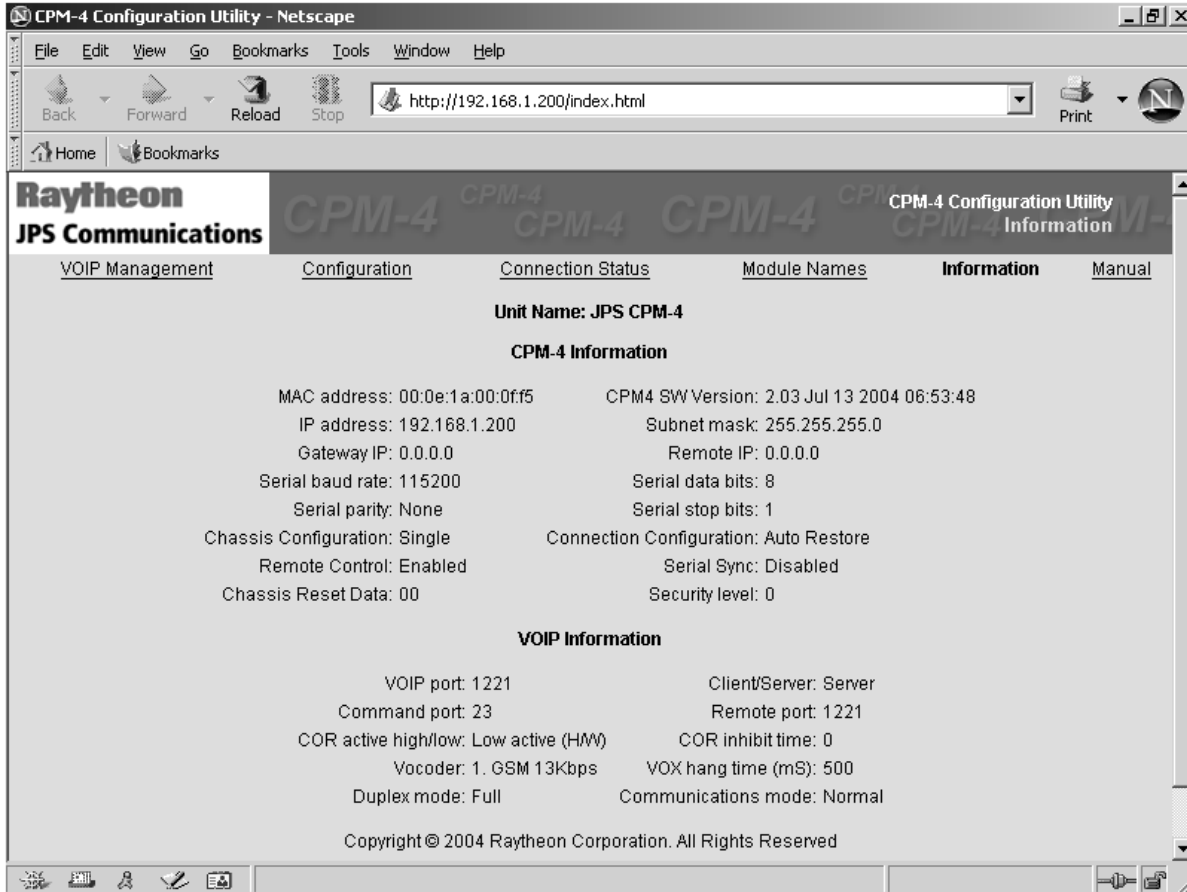 CPM-4 Configuration Utility - Netscape
File Edit View Go Bookmarks Tools Window Help
Back Forward Reload Stop http://192.168.1.200/index.html Print N
Home Bookmarks
Raytheon
JPS Communications
CPM-4 CPM-4 CPM-4 CPM-4 CPM-4 CPM-4
CPM-4 Configuration Utility
Information
VOIP Management Configuration Connection Status Module Names Information Manual
Unit Name: JPS CPM-4
CPM-4 Information
MAC address: 00:0e:1a:00:0f:f5 CPM4 SW Version: 2.03 Jul 13 2004 06:53:48
IP address: 192.168.1.200 Subnet mask: 255.255.255.0
Gateway IP: 0.0.0.0 Remote IP: 0.0.0.0
Serial baud rate: 115200 Serial data bits: 8
Serial parity: None Serial stop bits: 1
Chassis Configuration: Single Connection Configuration: Auto Restore
Remote Control: Enabled Serial Sync: Disabled
Chassis Reset Data: 00 Security level: 0
VOIP Information
VOIP port: 1221 Client/Server: Server
Command port: 23 Remote port: 1221
COR active high/low: Low active (H/W) COR inhibit time: 0
Vocoder: 1. GSM 13Kbps VOX hang time (mS): 500
Duplex mode: Full Communications mode: Normal
Copyright © 2004 Raytheon Corporation. All Rights Reserved